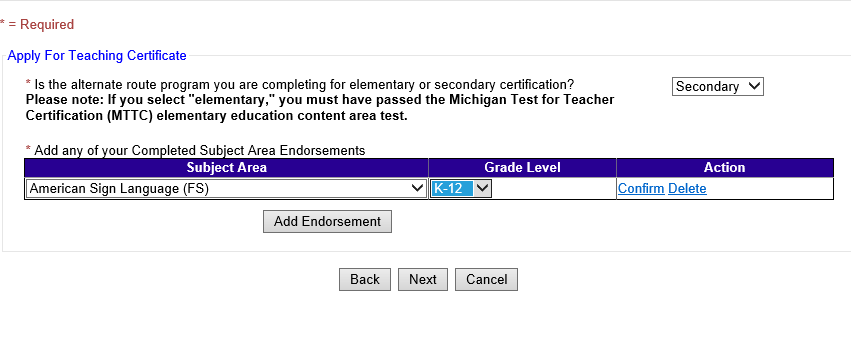 * = Required
Apply For Teaching Certificate
* Is the alternate route program you are completing for elementary or secondary certification? Secondary
Please note: If you select "elementary," you must have passed the Michigan Test for Teacher
Certification (MTTC) elementary education content area test.
* Add any of your Completed Subject Area Endorsements
Subject Area Grade Level Action
American Sign Language (FS) K-12 Confirm Delete
Add Endorsement
Back Next Cancel